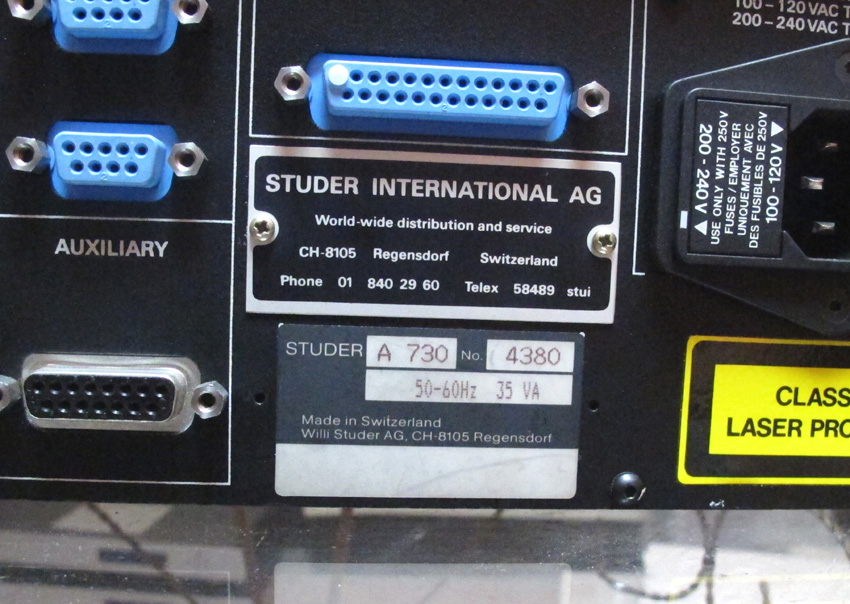 100-120 VAC T
200-240 VAC T
STUDER INTERNATIONAL AG
World-wide distribution and service
CH-8105 Regensdorf Switzerland
Phone 01 840 29 60 Telex 58489 stui
AUXILIARY
200 - 240 V
USE ONLY WITH 250V
FUSES / EMPLOYER
UNIQUEMENT AVEC
DES FUSIBLES DE 250V
100 - 120 V
STUDER A 730 No. 4380
50-60Hz 35 VA
Made in Switzerland
Willi Studer AG, CH-8105 Regensdorf
CLASS
LASER PRO